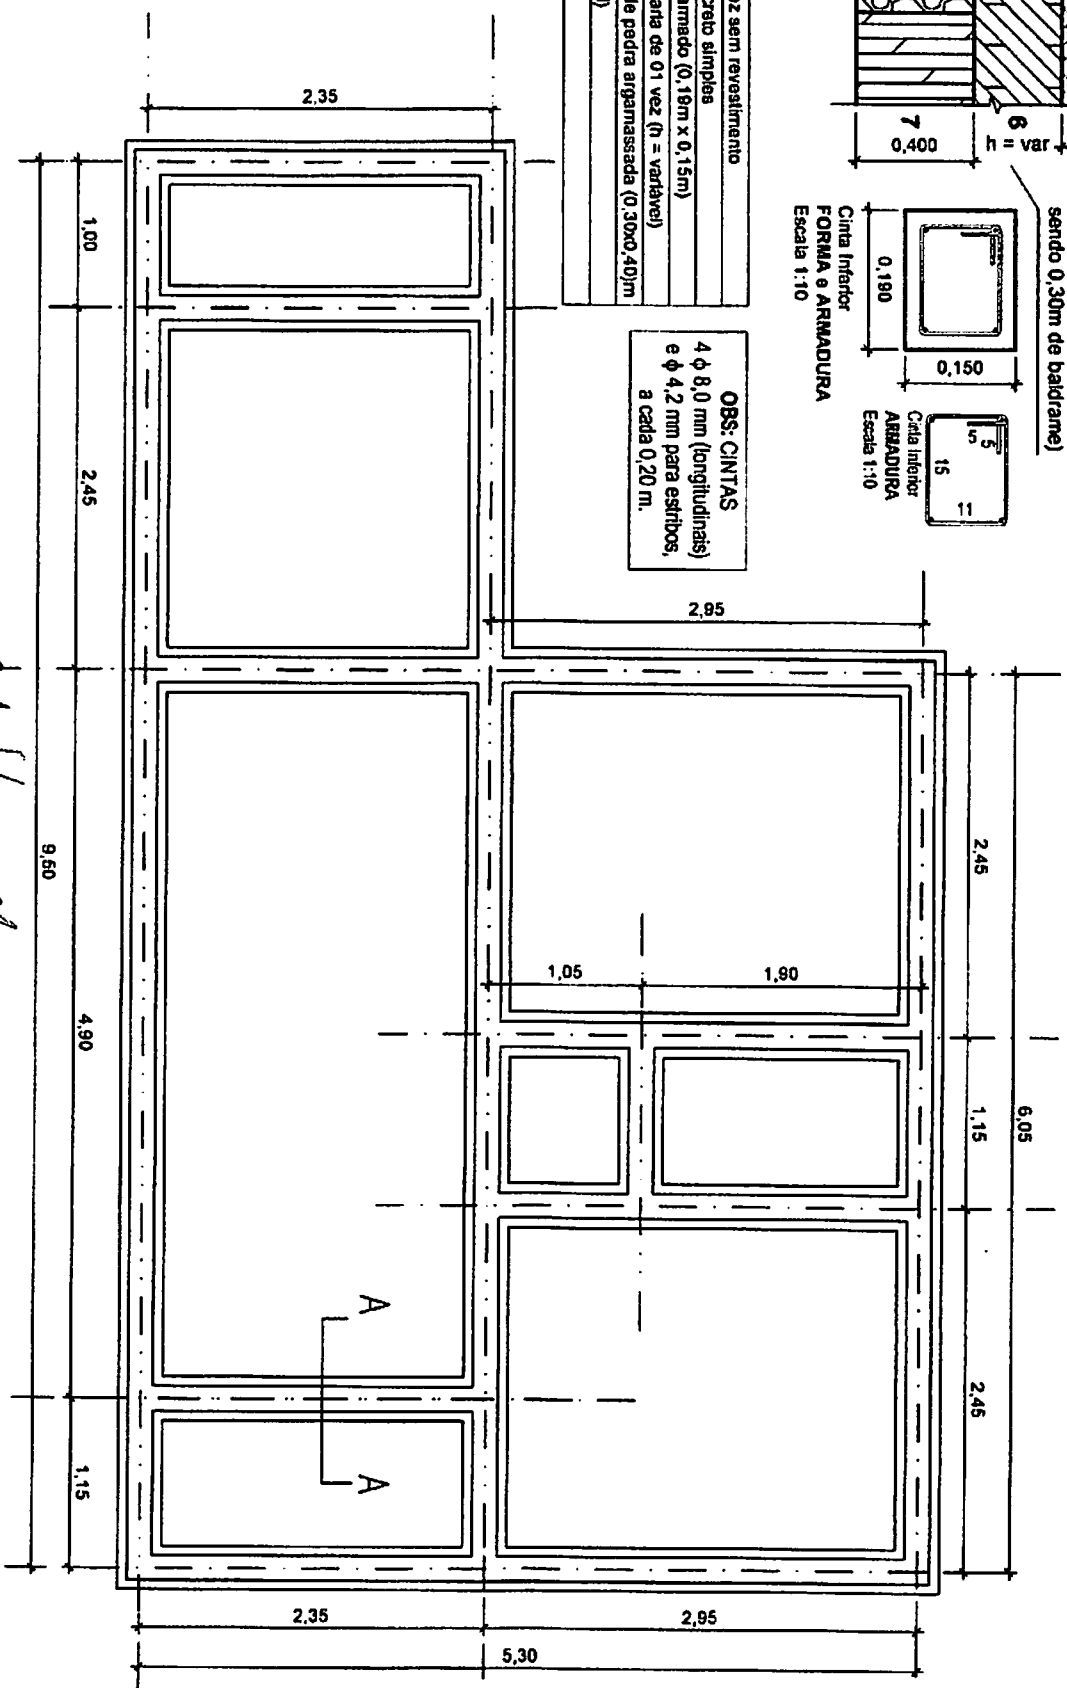 sendo 0,30m de baldrame)
6
h = var
7
0,400
0,190
0,150
Cinta Inferior
FORMA e ARMADURA
Escala 1:10
5
5
15
11
Cinta Inferior
ARMADURA
Escala 1:10
sem revestimento
simples
armado (0,19m x 0,15m)
de 01 vez (h = variável)
de pedra argamassada (0,30x0,40)m
OBS: CINTAS
4 ϕ 8,0 mm (longitudinais)
e ϕ 4,2 mm para estribos,
a cada 0,20 m.
2,35
1,00
2,45
4,90
1,15
9,50
2,95
2,45
1,15
2,45
6,05
1,05
1,90
A
A
2,35
2,95
5,30